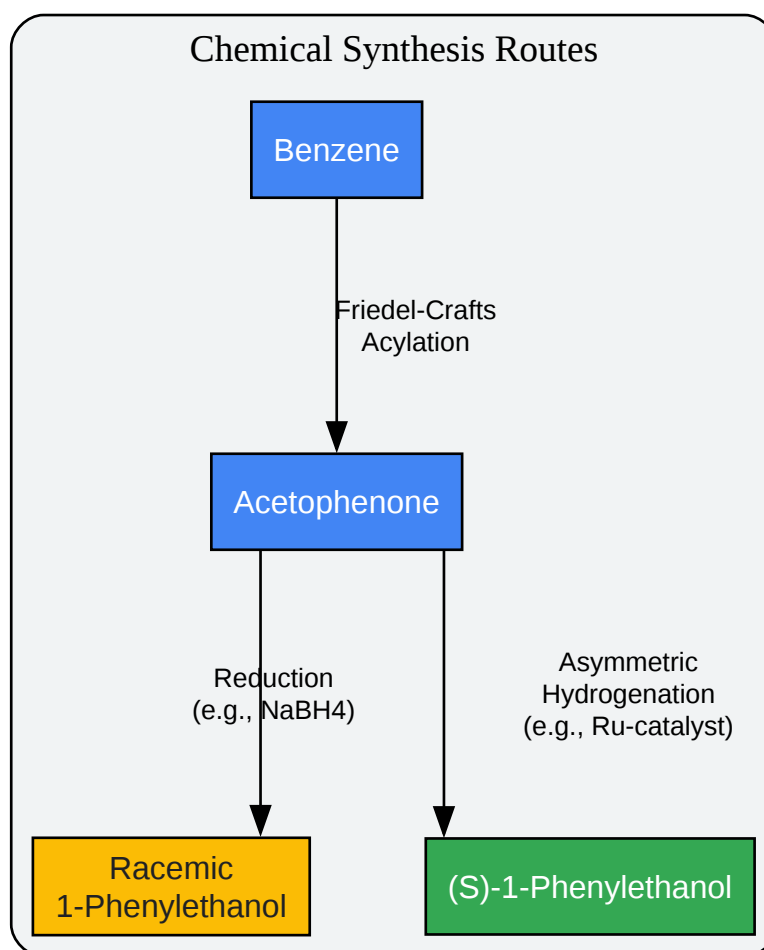 Chemical Synthesis Routes
Benzene
Friedel-Crafts
Acylation
Acetophenone
Reduction
(e.g., NaBH4)
Asymmetric
Hydrogenation
(e.g., Ru-catalyst)
Racemic
1-Phenylethanol
(S)-1-Phenylethanol